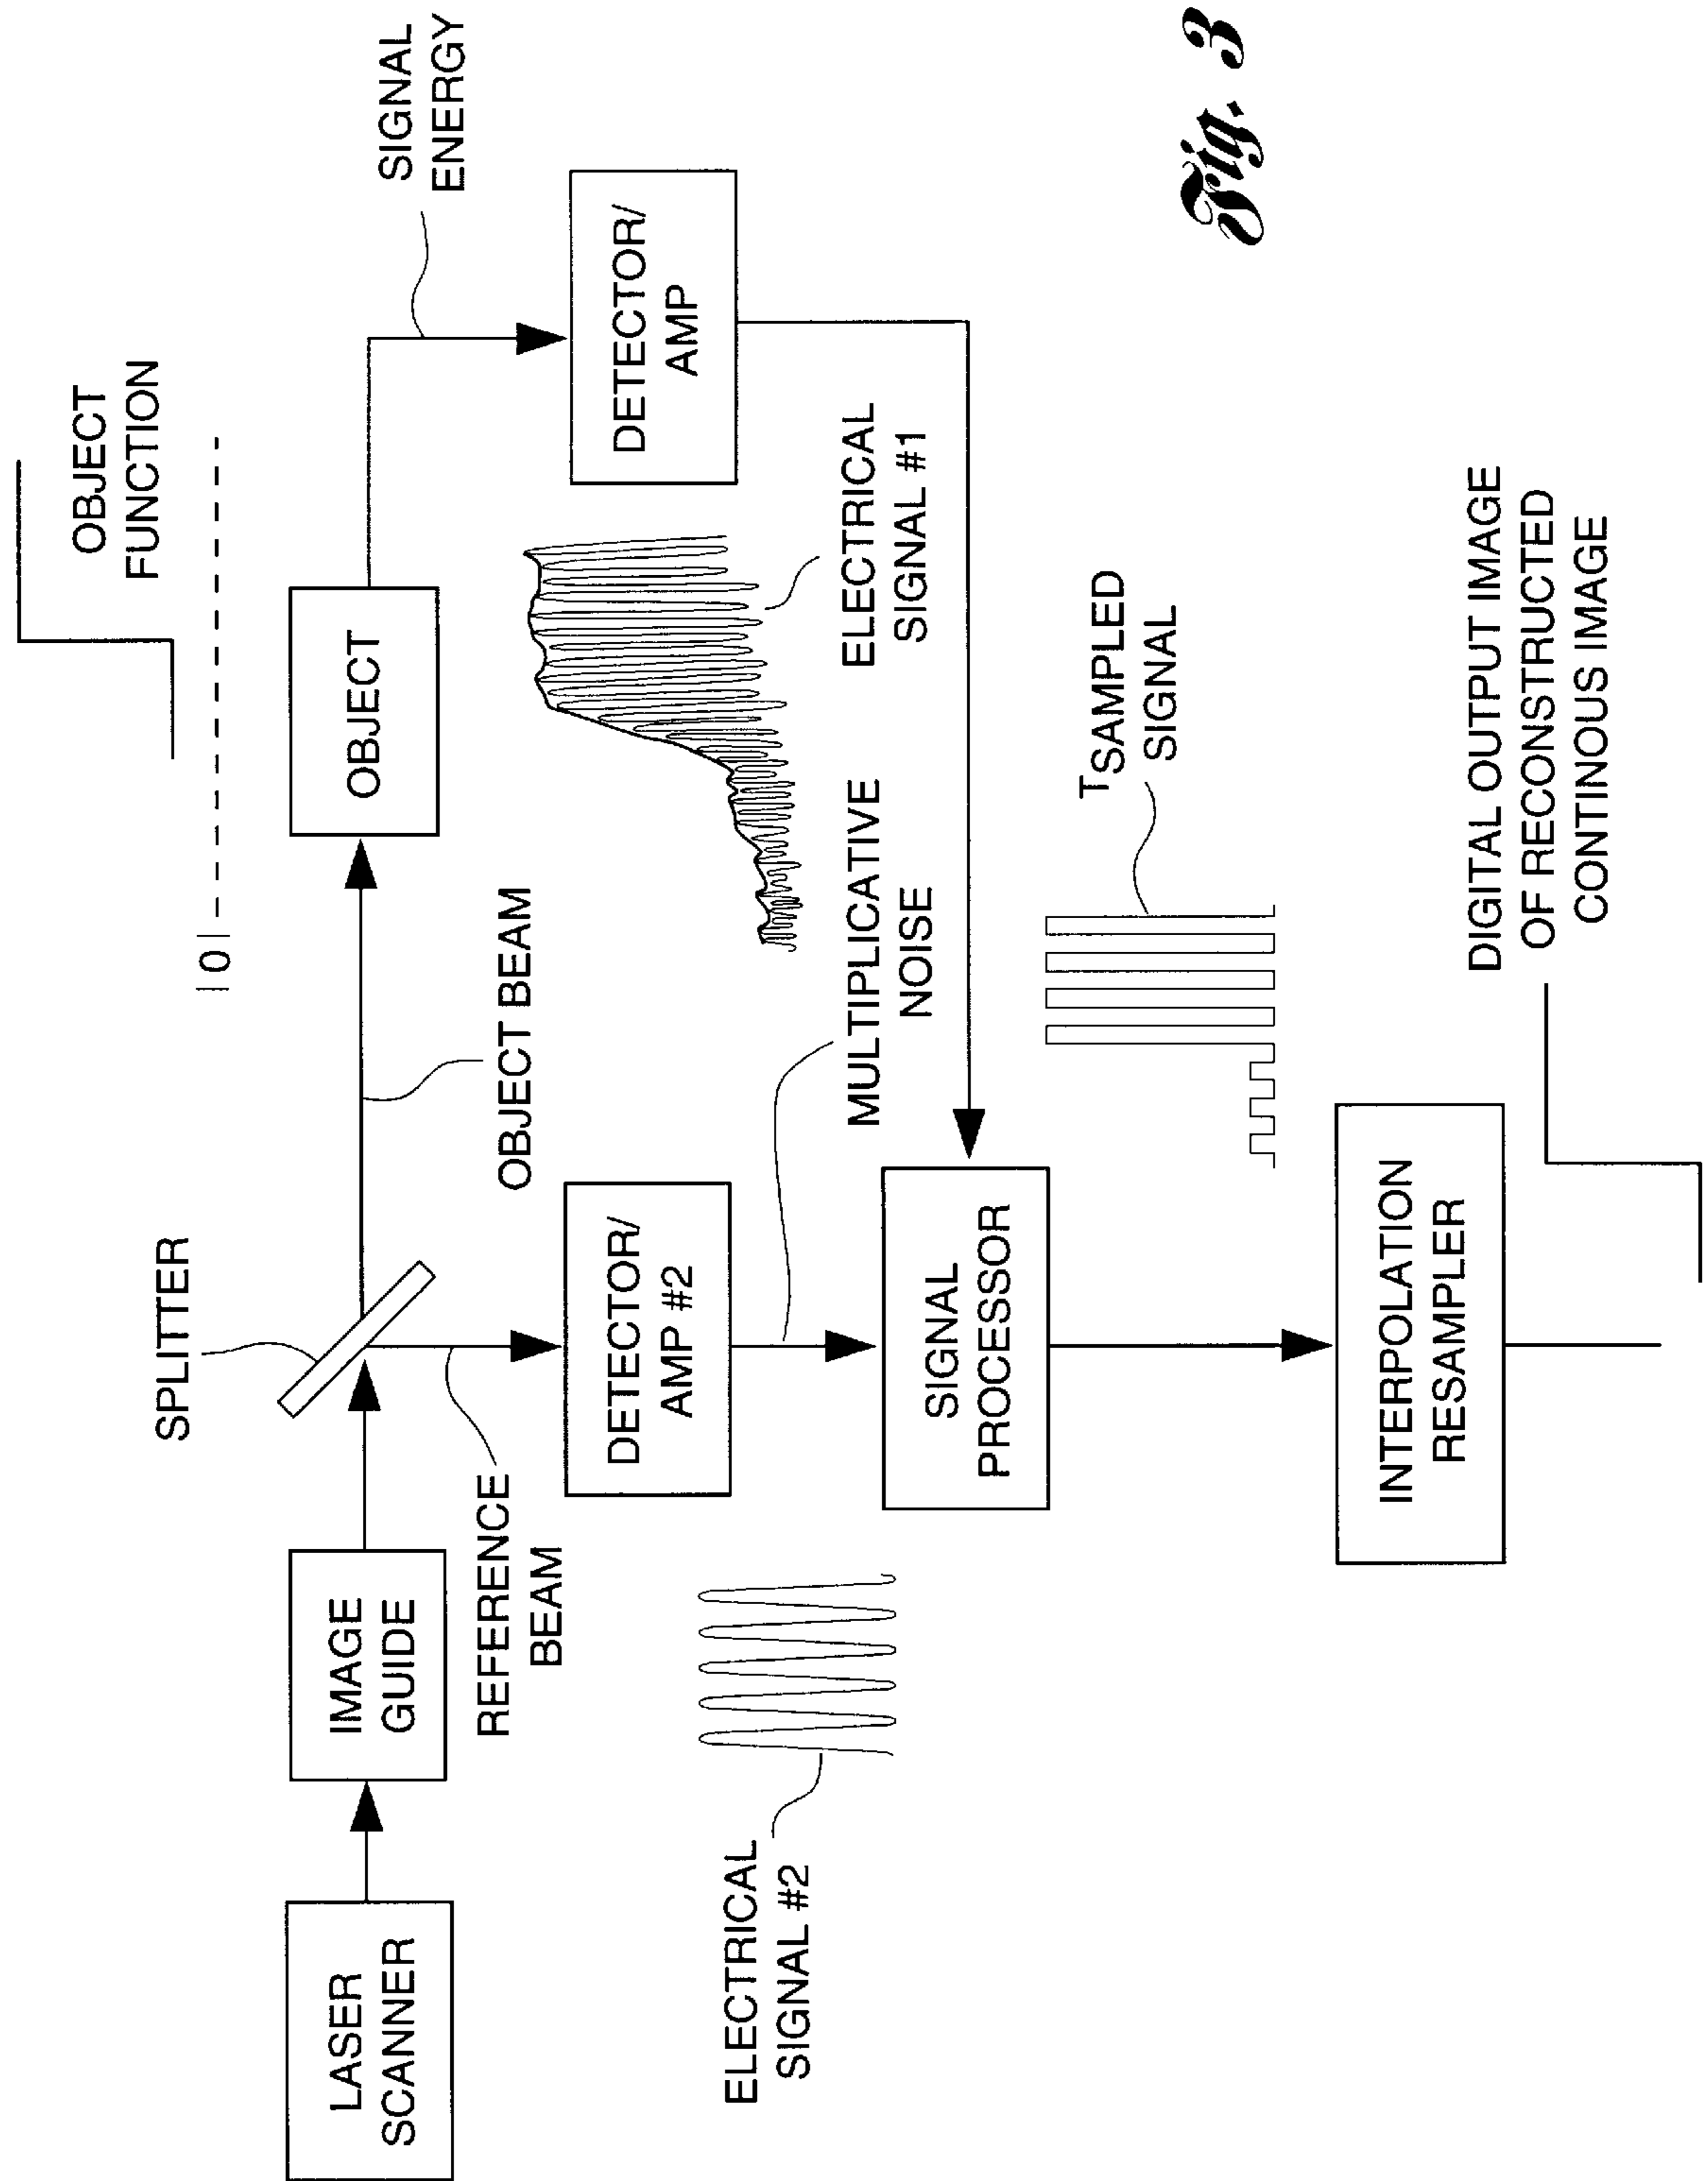 OBJECT
FUNCTION
|0|
SPLITTER
SIGNAL
ENERGY
LASER
SCANNER
IMAGE
GUIDE
OBJECT
OBJECT BEAM
REFERENCE
BEAM
DETECTOR/
AMP #2
DETECTOR/
AMP
ELECTRICAL
SIGNAL #2
MULTIPLICATIVE
NOISE
ELECTRICAL
SIGNAL #1
SIGNAL
PROCESSOR
TSAMPLED
SIGNAL
INTERPOLATION
RESAMPLER
DIGITAL OUTPUT IMAGE
OF RECONSTRUCTED
CONTINOUS IMAGE
Fig. 3